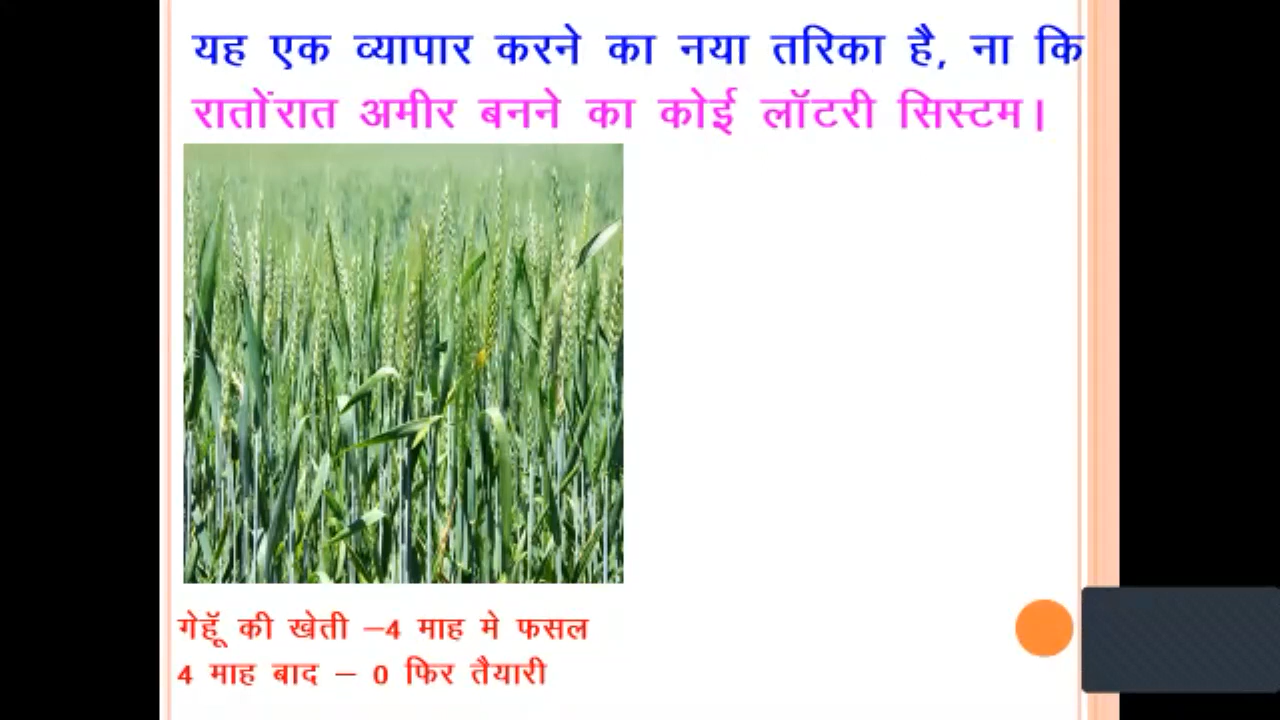 यह एक व्यापार करने का नया तरिका है, ना कि
रातोंरात अमीर बनने का कोई लॉटरी सिस्टम।
गेहूॅ की खेती –4 माह मे फसल
4 माह बाद – 0 फिर तैयारी